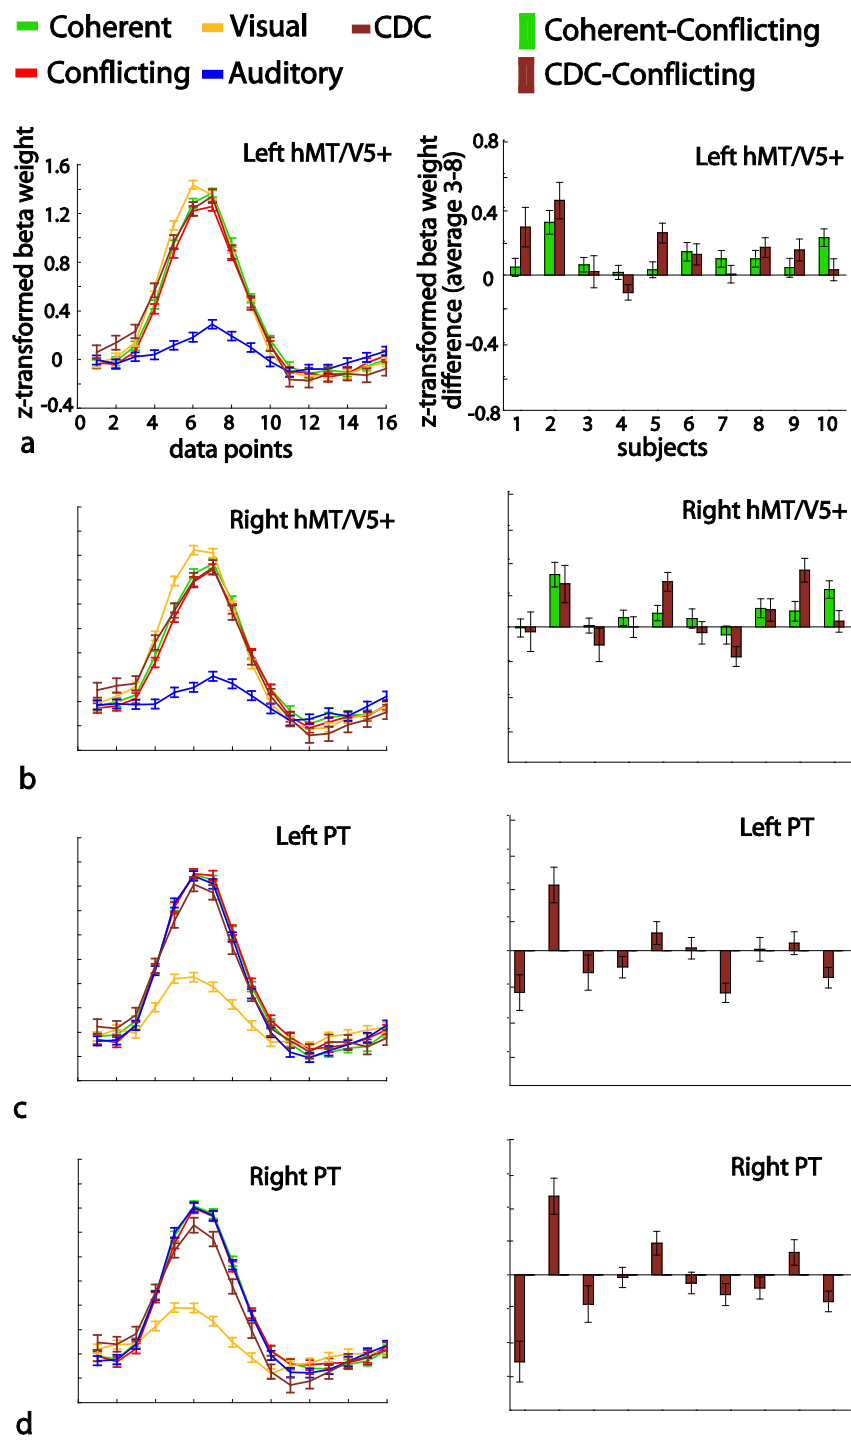 Coherent Visual CDC
Conflicting Auditory
Coherent-Conflicting
CDC-Conflicting
z-transformed beta weight
Left hMT/V5+
1.6
1.2
0.8
0.4
0
-0.4
0 2 4 6 8 10 12 14 16
data points
a
z-transformed beta weight
difference (average 3-8)
Left hMT/V5+
0.8
0.4
0
-0.4
-0.8
1 2 3 4 5 6 7 8 9 10
subjects
Right hMT/V5+
Right hMT/V5+
b
Left PT
Left PT
c
Right PT
Right PT
d